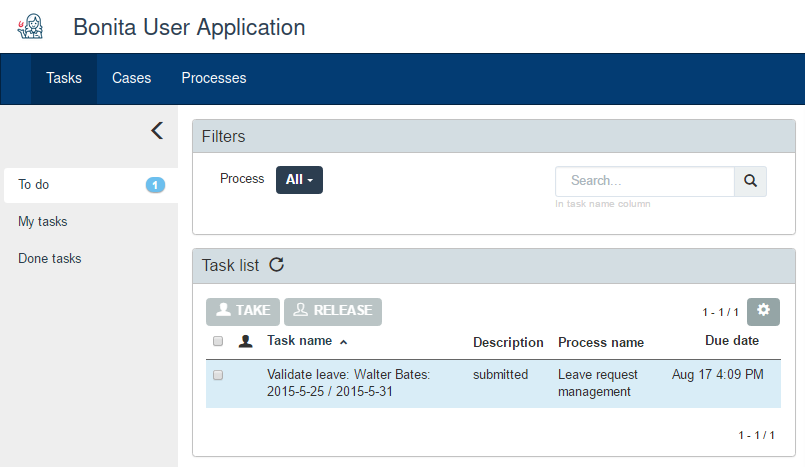 Bonita User Application
Tasks Cases Processes
To do 1
My tasks
Done tasks
Filters
Process All Search...
In task name column
Task list
TAKE RELEASE 1 - 1 / 1
Task name Description Process name Due date
Validate leave: Walter Bates: submitted Leave request Aug 17 4:09 PM
2015-5-25 / 2015-5-31 management
1 - 1 / 1